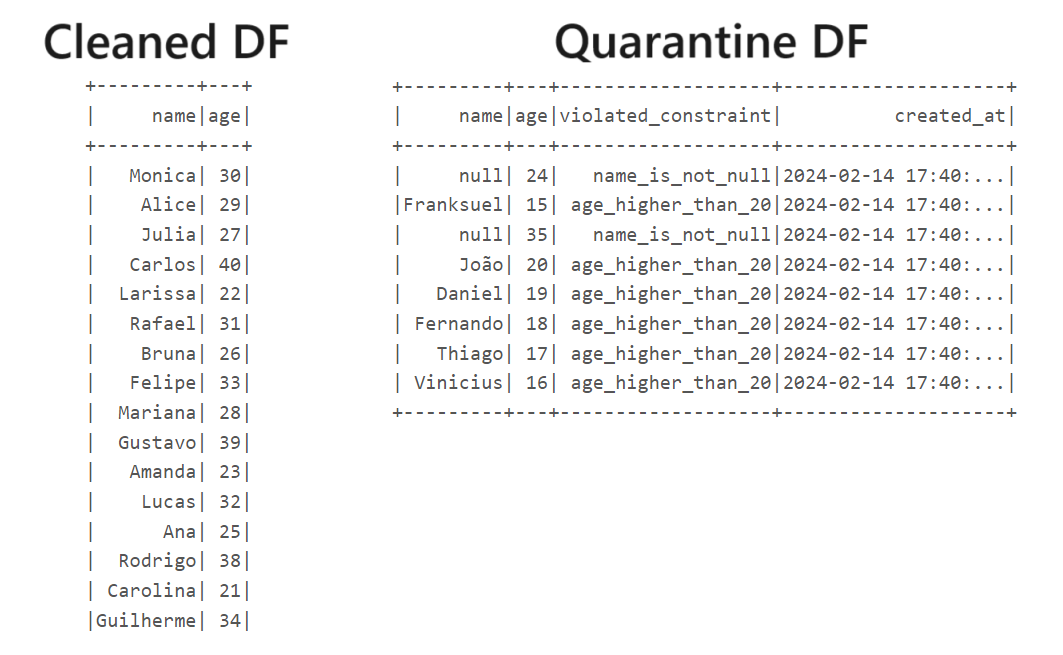 Cleaned DF
+---------+---+
|     name|age|
+---------+---+
|   Monica| 30|
|    Alice| 29|
|    Julia| 27|
|   Carlos| 40|
|  Larissa| 22|
|   Rafael| 31|
|    Bruna| 26|
|   Felipe| 33|
|  Mariana| 28|
|  Gustavo| 39|
|   Amanda| 23|
|    Lucas| 32|
|      Ana| 25|
|  Rodrigo| 38|
| Carolina| 21|
|Guilherme| 34|
Quarantine DF
+---------+---+-------------------+--------------------+
|     name|age|violated_constraint|          created_at|
+---------+---+-------------------+--------------------+
|     null| 24|   name_is_not_null|2024-02-14 17:40:...|
|Franksuel| 15| age_higher_than_20|2024-02-14 17:40:...|
|     null| 35|   name_is_not_null|2024-02-14 17:40:...|
|     João| 20| age_higher_than_20|2024-02-14 17:40:...|
|   Daniel| 19| age_higher_than_20|2024-02-14 17:40:...|
| Fernando| 18| age_higher_than_20|2024-02-14 17:40:...|
|   Thiago| 17| age_higher_than_20|2024-02-14 17:40:...|
| Vinicius| 16| age_higher_than_20|2024-02-14 17:40:...|
+---------+---+-------------------+--------------------+